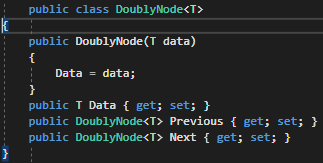 public class DoublyNode<T>
{
public DoublyNode(T data)
{
Data = data;
}
public T Data { get; set; }
public DoublyNode<T> Previous { get; set; }
public DoublyNode<T> Next { get; set; }
}